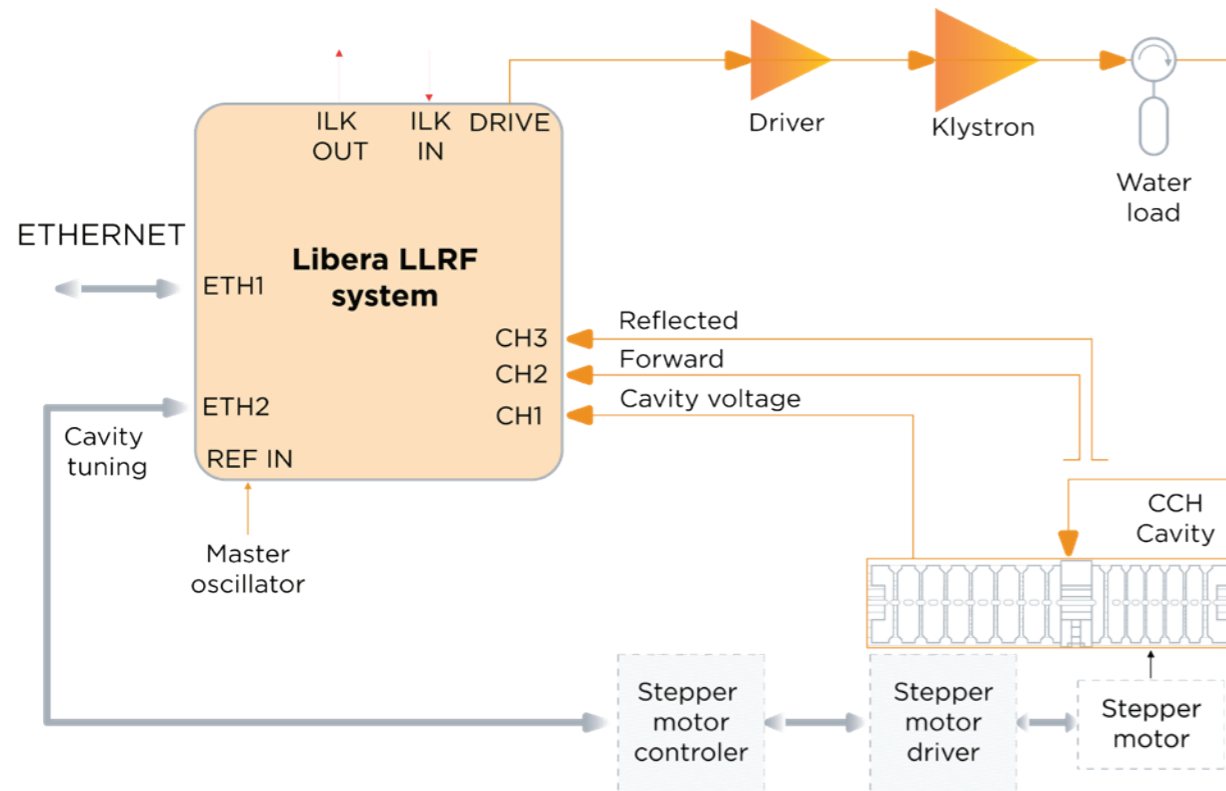 ILK
OUT
ILK
IN
DRIVE
Driver
Klystron
Water
load
ETHERNET
ETH1
Libera LLRF
system
CH3
CH2
CH1
Reflected
Forward
Cavity voltage
ETH2
Cavity
tuning
REF IN
Master
oscillator
CCH
Cavity
Stepper
motor
controler
Stepper
motor
driver
Stepper
motor